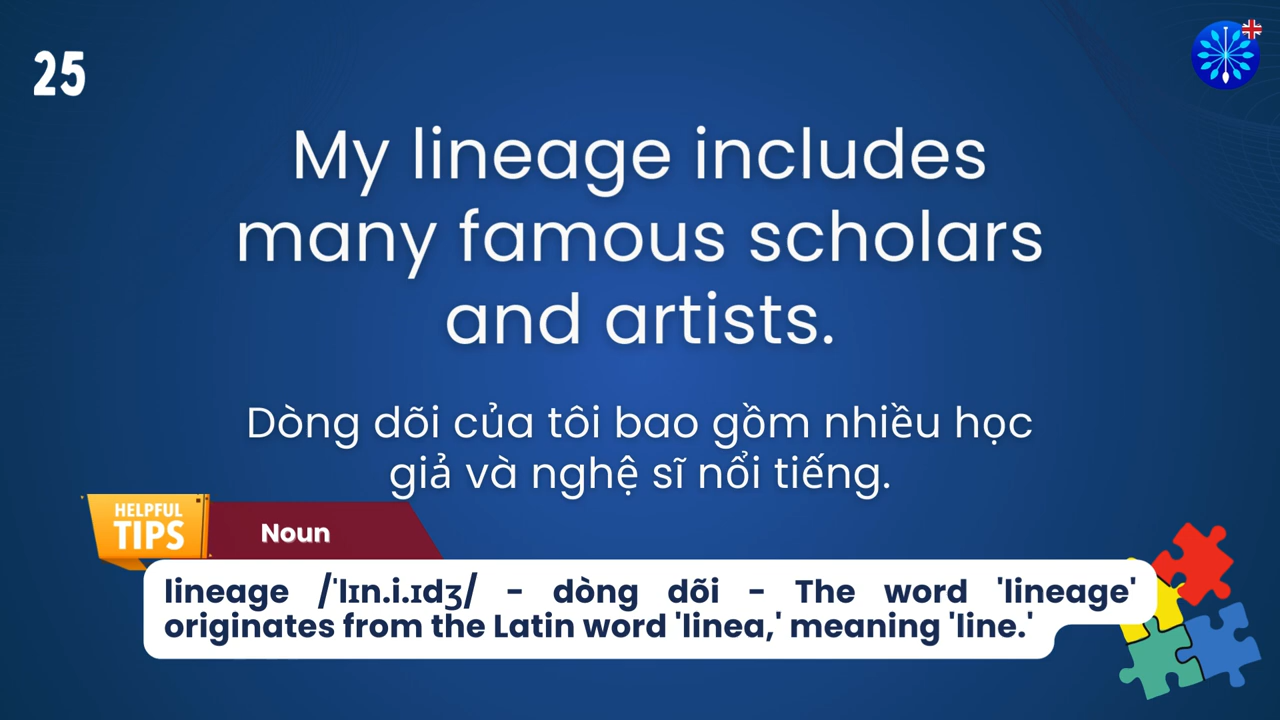 25
My lineage includes
many famous scholars
and artists.
Dòng dõi của tôi bao gồm nhiều học
giả và nghệ sĩ nổi tiếng.
HELPFUL
TIPS
Noun
lineage /ˈlɪn.i.ɪdʒ/ - dòng dõi - The word 'lineage'
originates from the Latin word 'linea,' meaning 'line.'